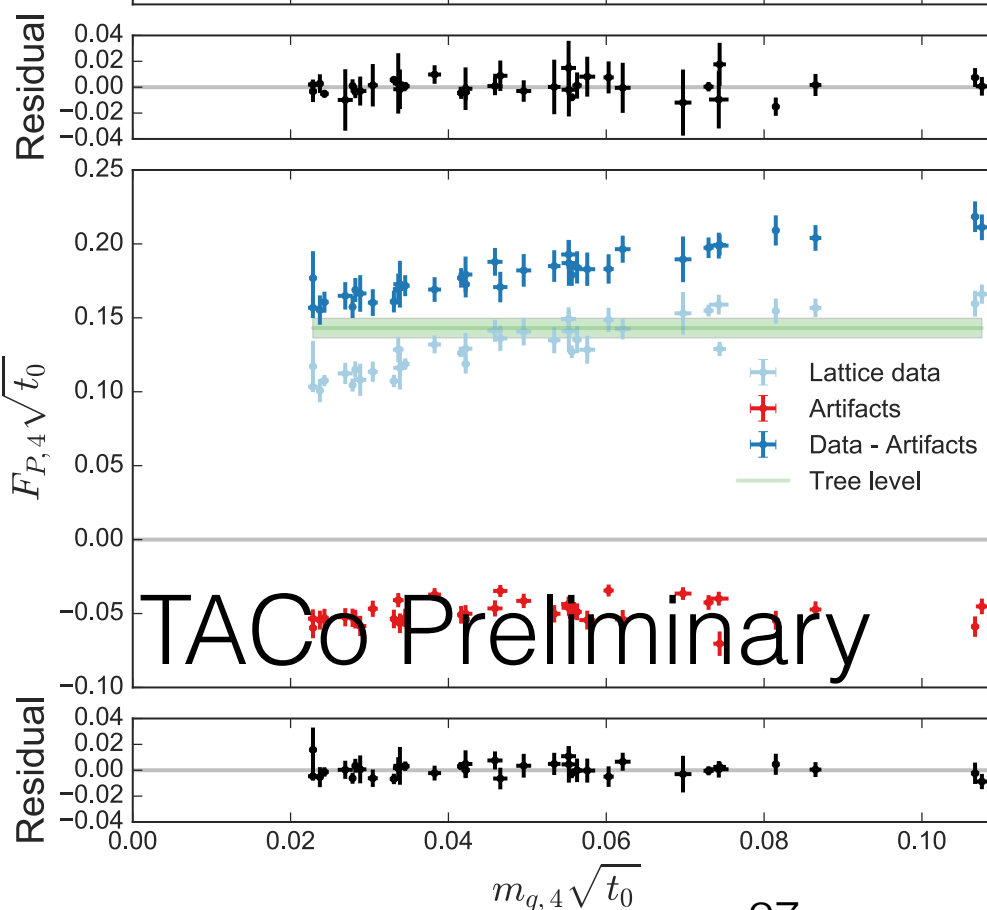 Residual
0.04
0.02
0.00
−0.02
−0.04
0.25
0.20
0.15
0.10
0.05
0.00
−0.05
−0.10
F_{P,4}√t_0
Lattice data
Artifacts
Data - Artifacts
Tree level
TACo Preliminary
Residual
0.04
0.02
0.00
−0.02
−0.04
0.00 0.02 0.04 0.06 0.08 0.10
m_{q,4}√t_0